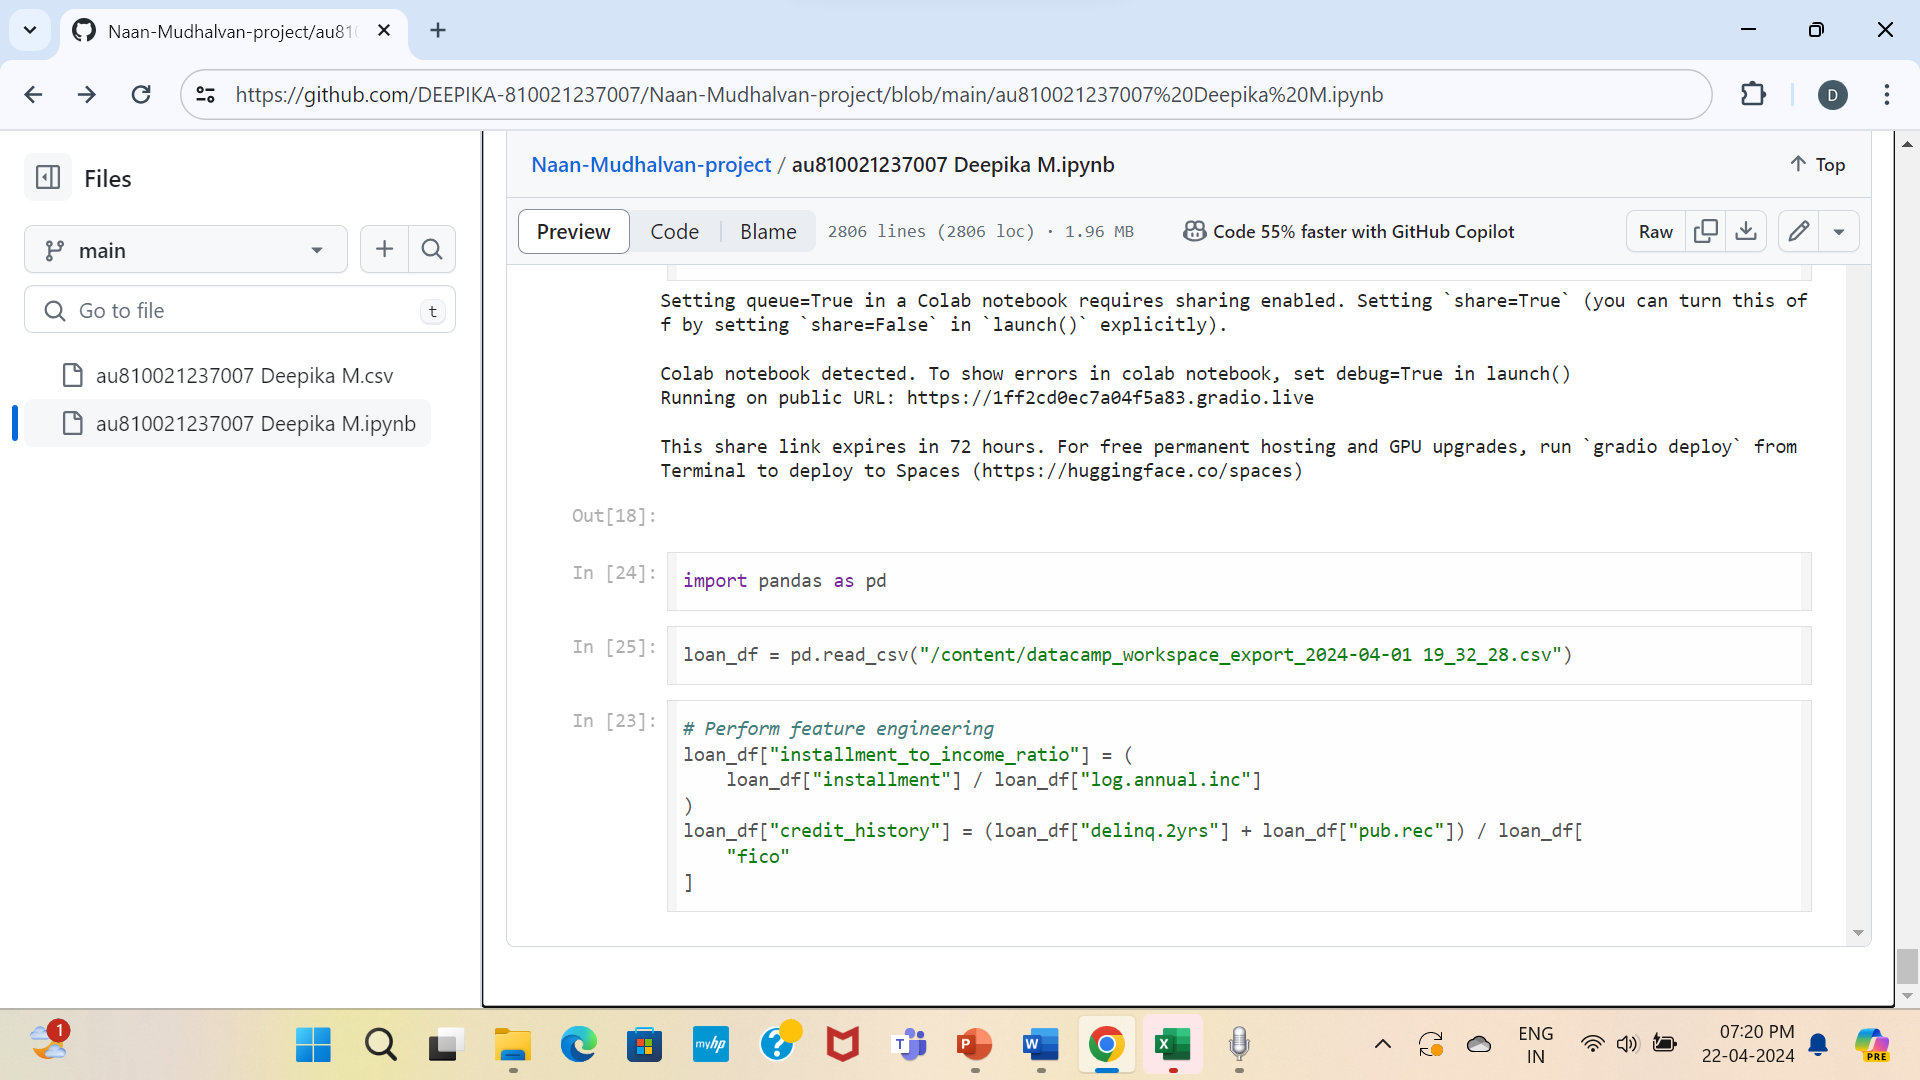 Naan-Mudhalvan-project/au810
https://github.com/DEEPIKA-810021237007/Naan-Mudhalvan-project/blob/main/au810021237007%20Deepika%20M.ipynb
D
Files
main
Go to file
t
au810021237007 Deepika M.csv
au810021237007 Deepika M.ipynb
Naan-Mudhalvan-project / au810021237007 Deepika M.ipynb
Top
Preview
Code
Blame
2806 lines (2806 loc) · 1.96 MB
Code 55% faster with GitHub Copilot
Raw
Setting queue=True in a Colab notebook requires sharing enabled. Setting `share=True` (you can turn this of
f by setting `share=False` in `launch()` explicitly).
Colab notebook detected. To show errors in colab notebook, set debug=True in launch()
Running on public URL: https://1ff2cd0ec7a04f5a83.gradio.live
This share link expires in 72 hours. For free permanent hosting and GPU upgrades, run `gradio deploy` from
Terminal to deploy to Spaces (https://huggingface.co/spaces)
Out[18]:
In [24]:
import pandas as pd
In [25]:
loan_df = pd.read_csv("/content/datacamp_workspace_export_2024-04-01 19_32_28.csv")
In [23]:
# Perform feature engineering
loan_df["installment_to_income_ratio"] = (
loan_df["installment"] / loan_df["log.annual.inc"]
)
loan_df["credit_history"] = (loan_df["delinq.2yrs"] + loan_df["pub.rec"]) / loan_df[
"fico"
]
1
myhp
?
T
P
W
X
ENG
IN
07:20 PM
22-04-2024
PRE